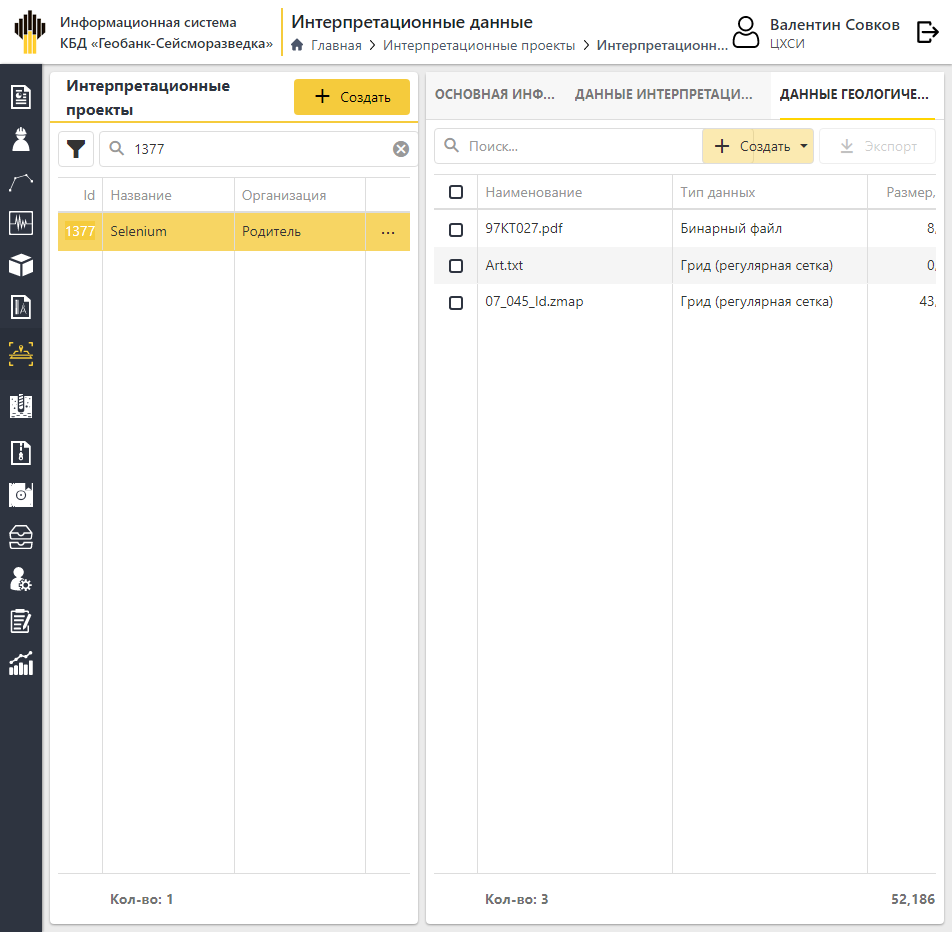 Информационная система
КБД «Геобанк-Сейсморазведка»
Интерпретационные данные
Главная > Интерпретационные проекты > Интерпретационн...
Валентин Совков
ЦХСИ
Интерпретационные
проекты
Создать
1377
Id Название Организация
1377 Selenium Родитель ...
Кол-во: 1
ОСНОВНАЯ ИНФ... ДАННЫЕ ИНТЕРПРЕТАЦИ... ДАННЫЕ ГЕОЛОГИЧЕ...
Поиск... Создать Экспорт
Наименование Тип данных Размер,
97KT027.pdf Бинарный файл 8,
Art.txt Грид (регулярная сетка) 0,
07_045_ld.zmap Грид (регулярная сетка) 43,
Кол-во: 3 52,186